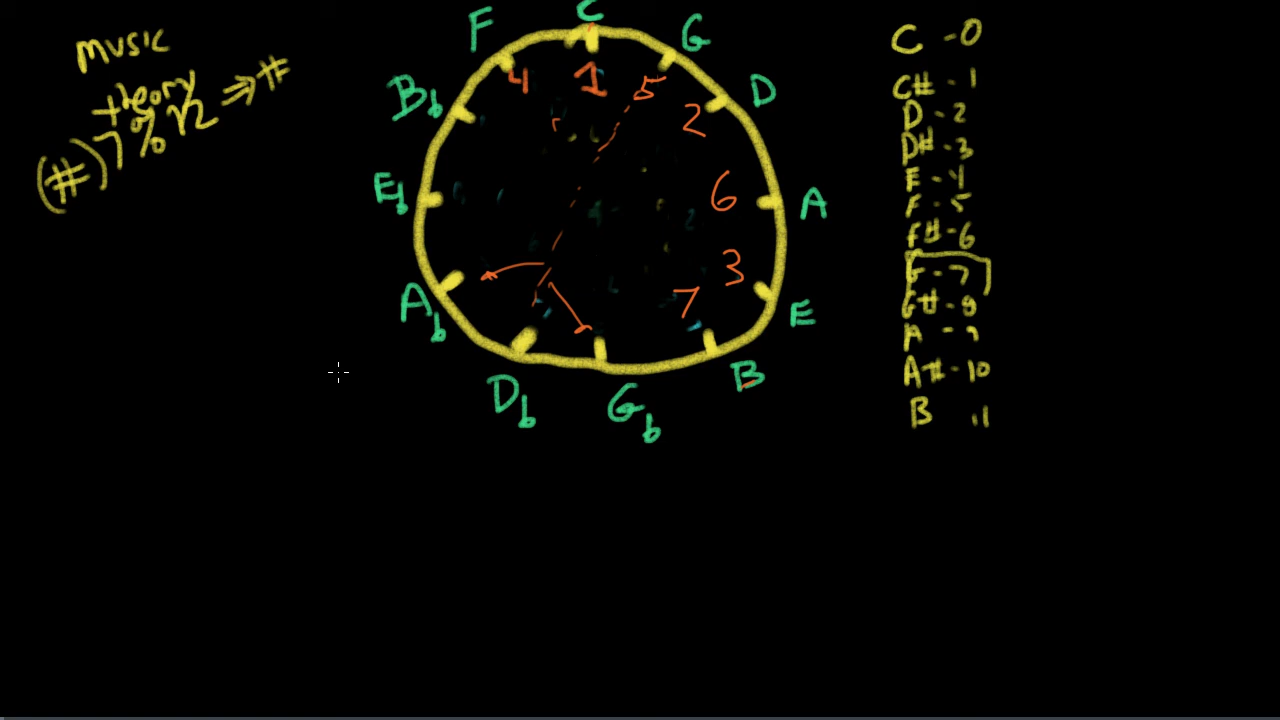 music
theory
(#) 7 % 12 ⇒ #
C
F G
Bb D
Eb A
Ab E
Db Gb B
4 1 5
2
6
3
7
C - 0
C# - 1
D - 2
D# - 3
E - 4
F - 5
F# - 6
G - 7
G# - 8
A - 9
A# - 10
B 11